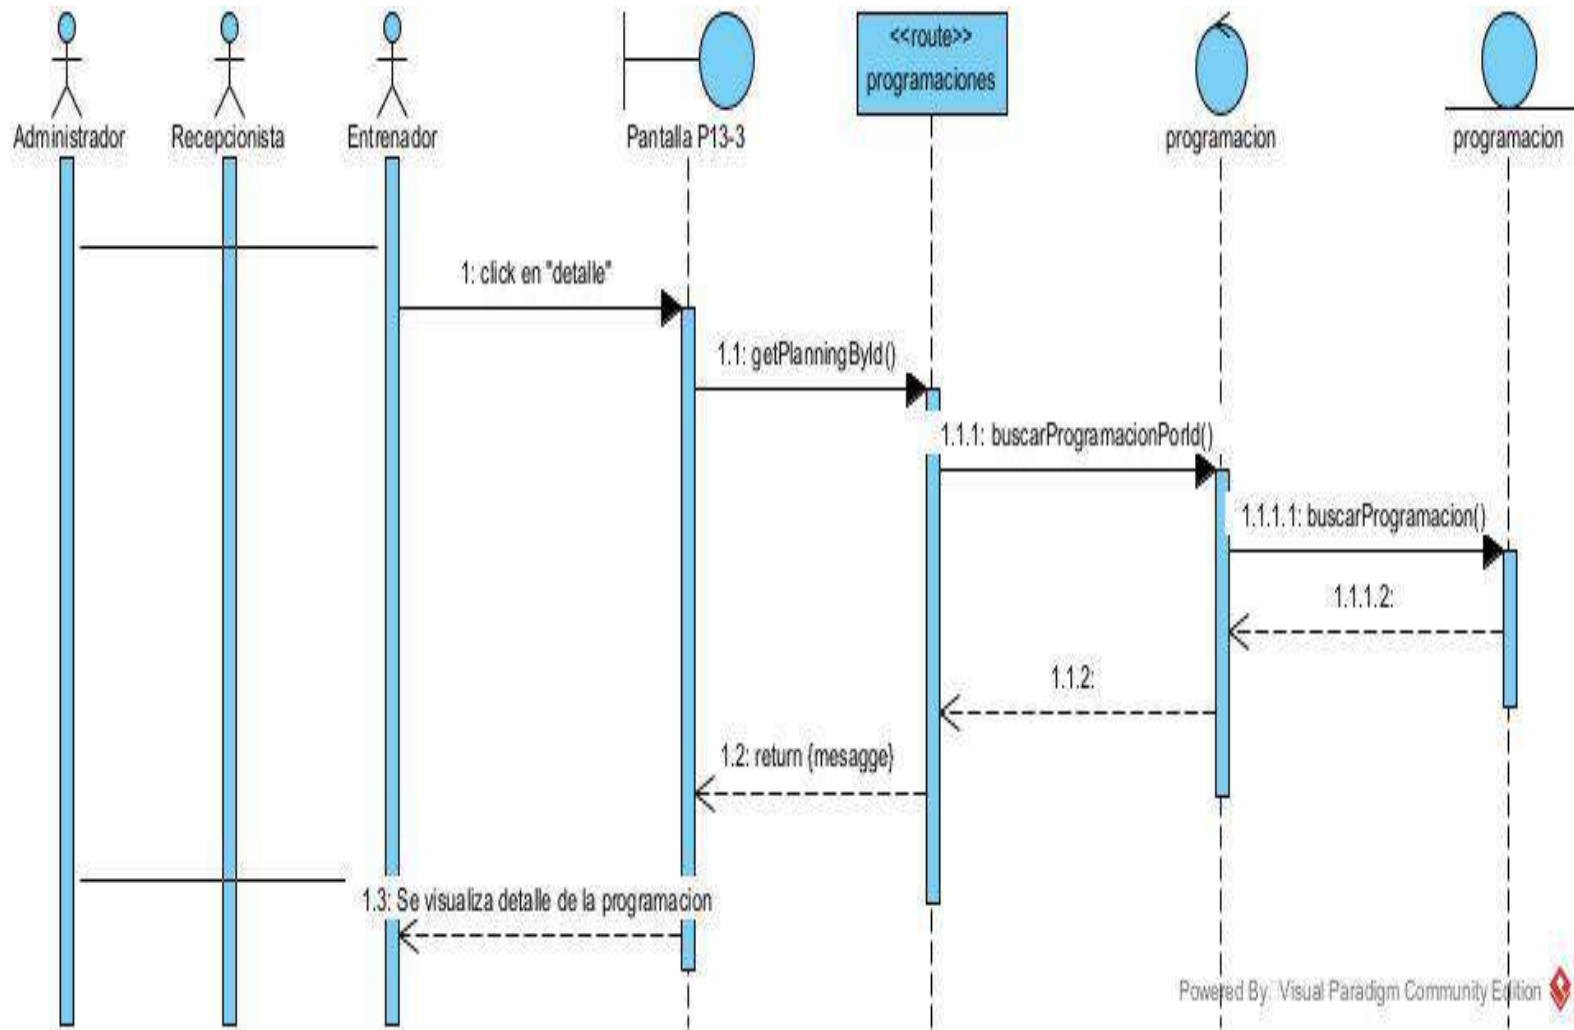 <<route>>
programaciones
Administrador
Recepcionista
Entrenador
Pantalla P13-3
programacion
programacion
1: click en "detalle"
1.1: getPlanningById()
1.1.1: buscarProgramacionPorId()
1.1.1.1: buscarProgramacion()
1.1.1.2:
1.1.2:
1.2: return {mesagge}
1.3: Se visualiza detalle de la programacion
Powered By: Visual Paradigm Community Edition